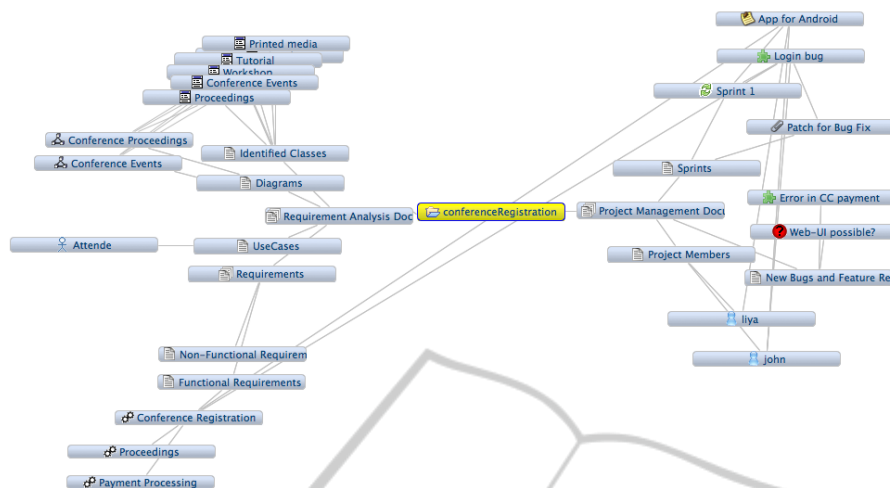 App for Android
Printed media
Login bug
Tutorial
Workshop
Conference Events
Sprint 1
Proceedings
Patch for Bug Fix
Conference Proceedings
Identified Classes
Conference Events
Sprints
Diagrams
Error in CC payment
Requirement Analysis Doc
conferenceRegistration
Project Management Docu
Web-UI possible?
Attende
UseCases
Project Members
Requirements
New Bugs and Feature Re
liya
Non-Functional Requirem
john
Functional Requirements
Conference Registration
Proceedings
Payment Processing